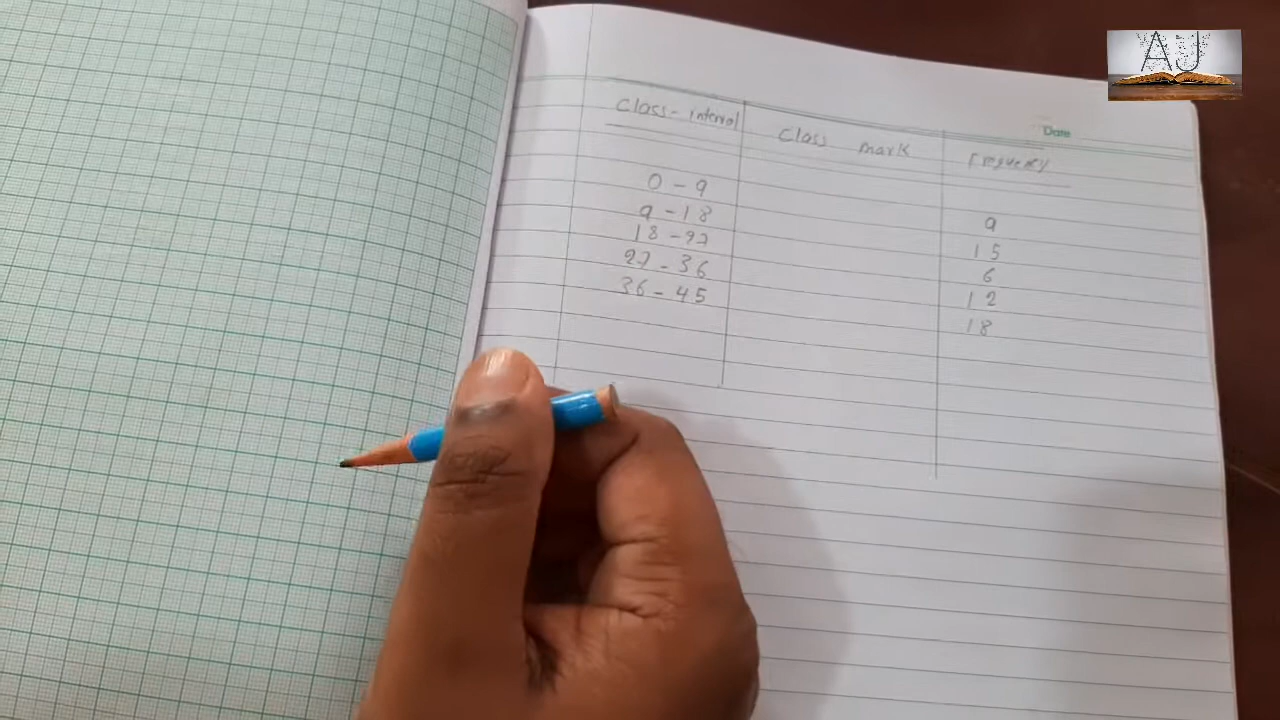 AJ
Date
Class-interval Class mark Frequency
0-9 9
9-18 15
18-27 6
27-36 12
36-45 18